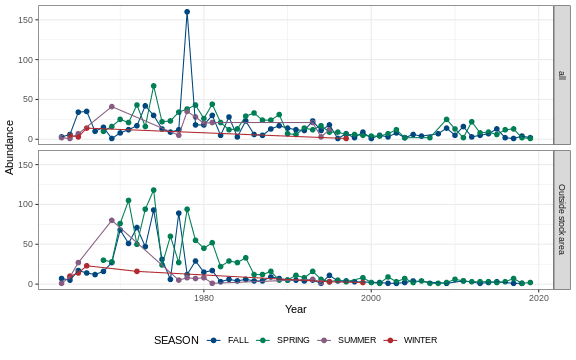 150
100
50
0
all
150
100
50
0
Outside stock area
Abundance
1980
2000
2020
Year
SEASON FALL SPRING SUMMER WINTER